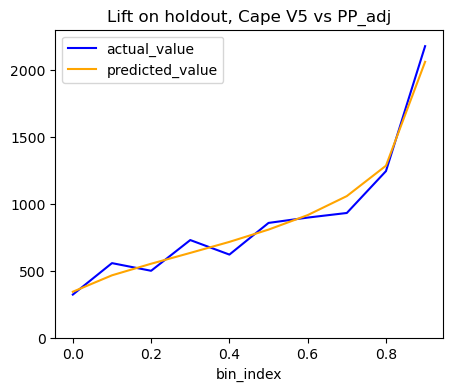 Lift on holdout, Cape V5 vs PP_adj
actual_value
predicted_value
2000
1500
1000
500
0
0.0 0.2 0.4 0.6 0.8
bin_index